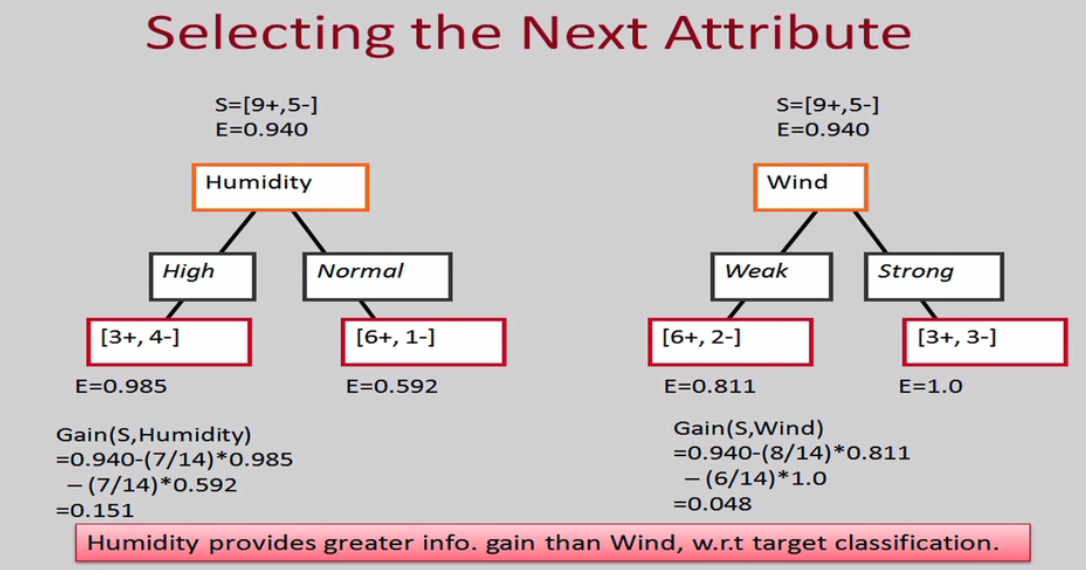 Selecting the Next Attribute
S=[9+,5-]
E=0.940
Humidity
High
Normal
[3+, 4-]
[6+, 1-]
E=0.985
E=0.592
Gain(S,Humidity)
=0.940-(7/14)*0.985
– (7/14)*0.592
=0.151
S=[9+,5-]
E=0.940
Wind
Weak
Strong
[6+, 2-]
[3+, 3-]
E=0.811
E=1.0
Gain(S,Wind)
=0.940-(8/14)*0.811
– (6/14)*1.0
=0.048
Humidity provides greater info. gain than Wind, w.r.t target classification.